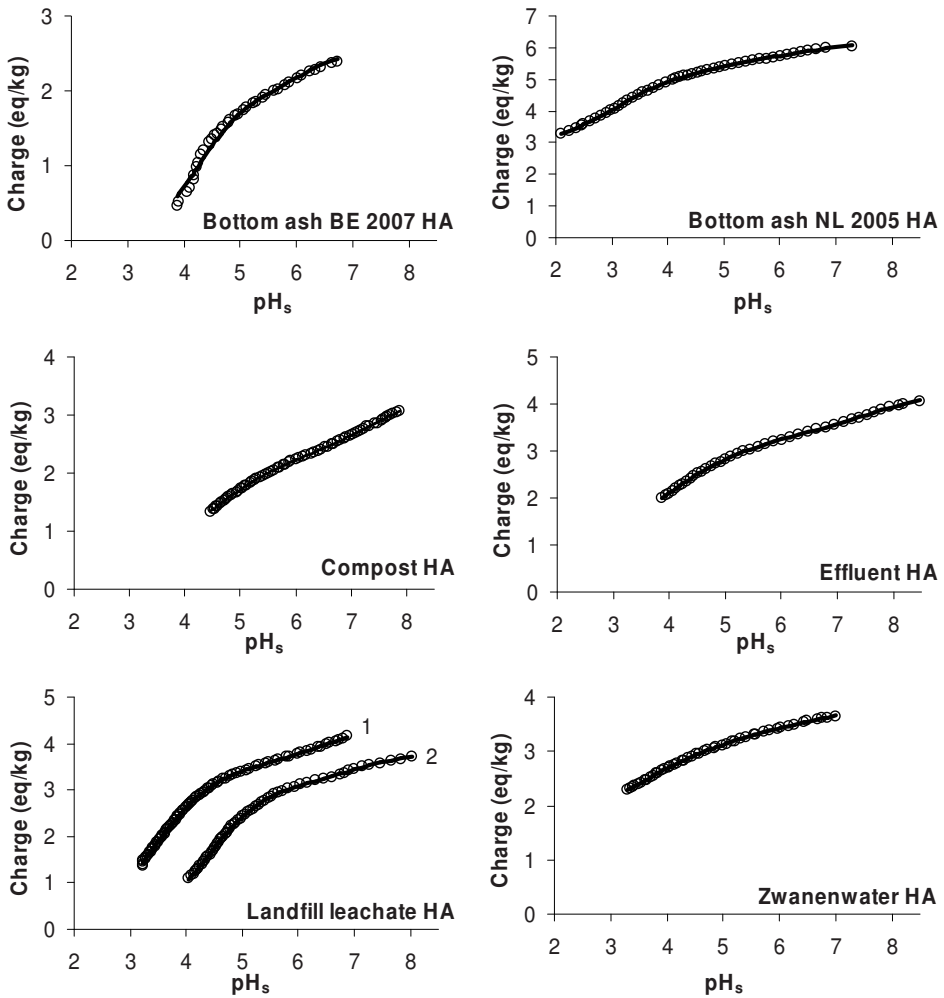 3
2
1
0
Charge (eq/kg)
Bottom ash BE 2007 HA
2 3 4 5 6 7 8
pHs
7
6
5
4
3
2
1
0
Charge (eq/kg)
Bottom ash NL 2005 HA
2 3 4 5 6 7 8
pHs
4
3
2
1
0
Charge (eq/kg)
Compost HA
2 3 4 5 6 7 8
pHs
5
4
3
2
1
0
Charge (eq/kg)
Effluent HA
2 3 4 5 6 7 8
pHs
5
4
3
2
1
0
Charge (eq/kg)
1
2
Landfill leachate HA
2 3 4 5 6 7 8
pHs
4
3
2
1
0
Charge (eq/kg)
Zwanenwater HA
2 3 4 5 6 7 8
pHs